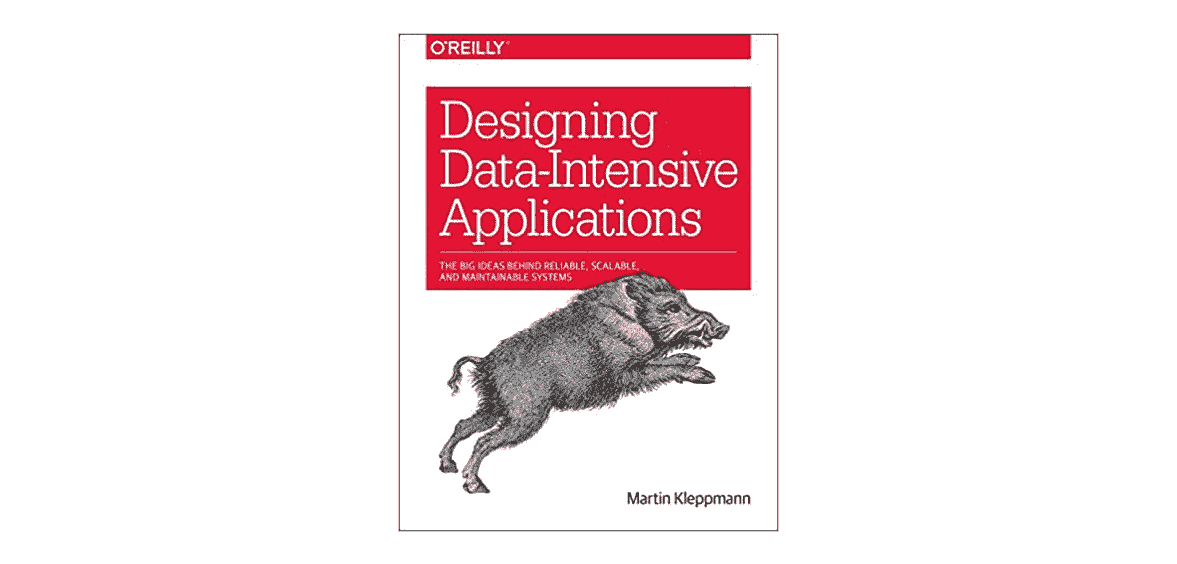 O'REILLY®
Designing
Data-Intensive
Applications
THE BIG IDEAS BEHIND RELIABLE, SCALABLE,
AND MAINTAINABLE SYSTEMS
Martin Kleppmann